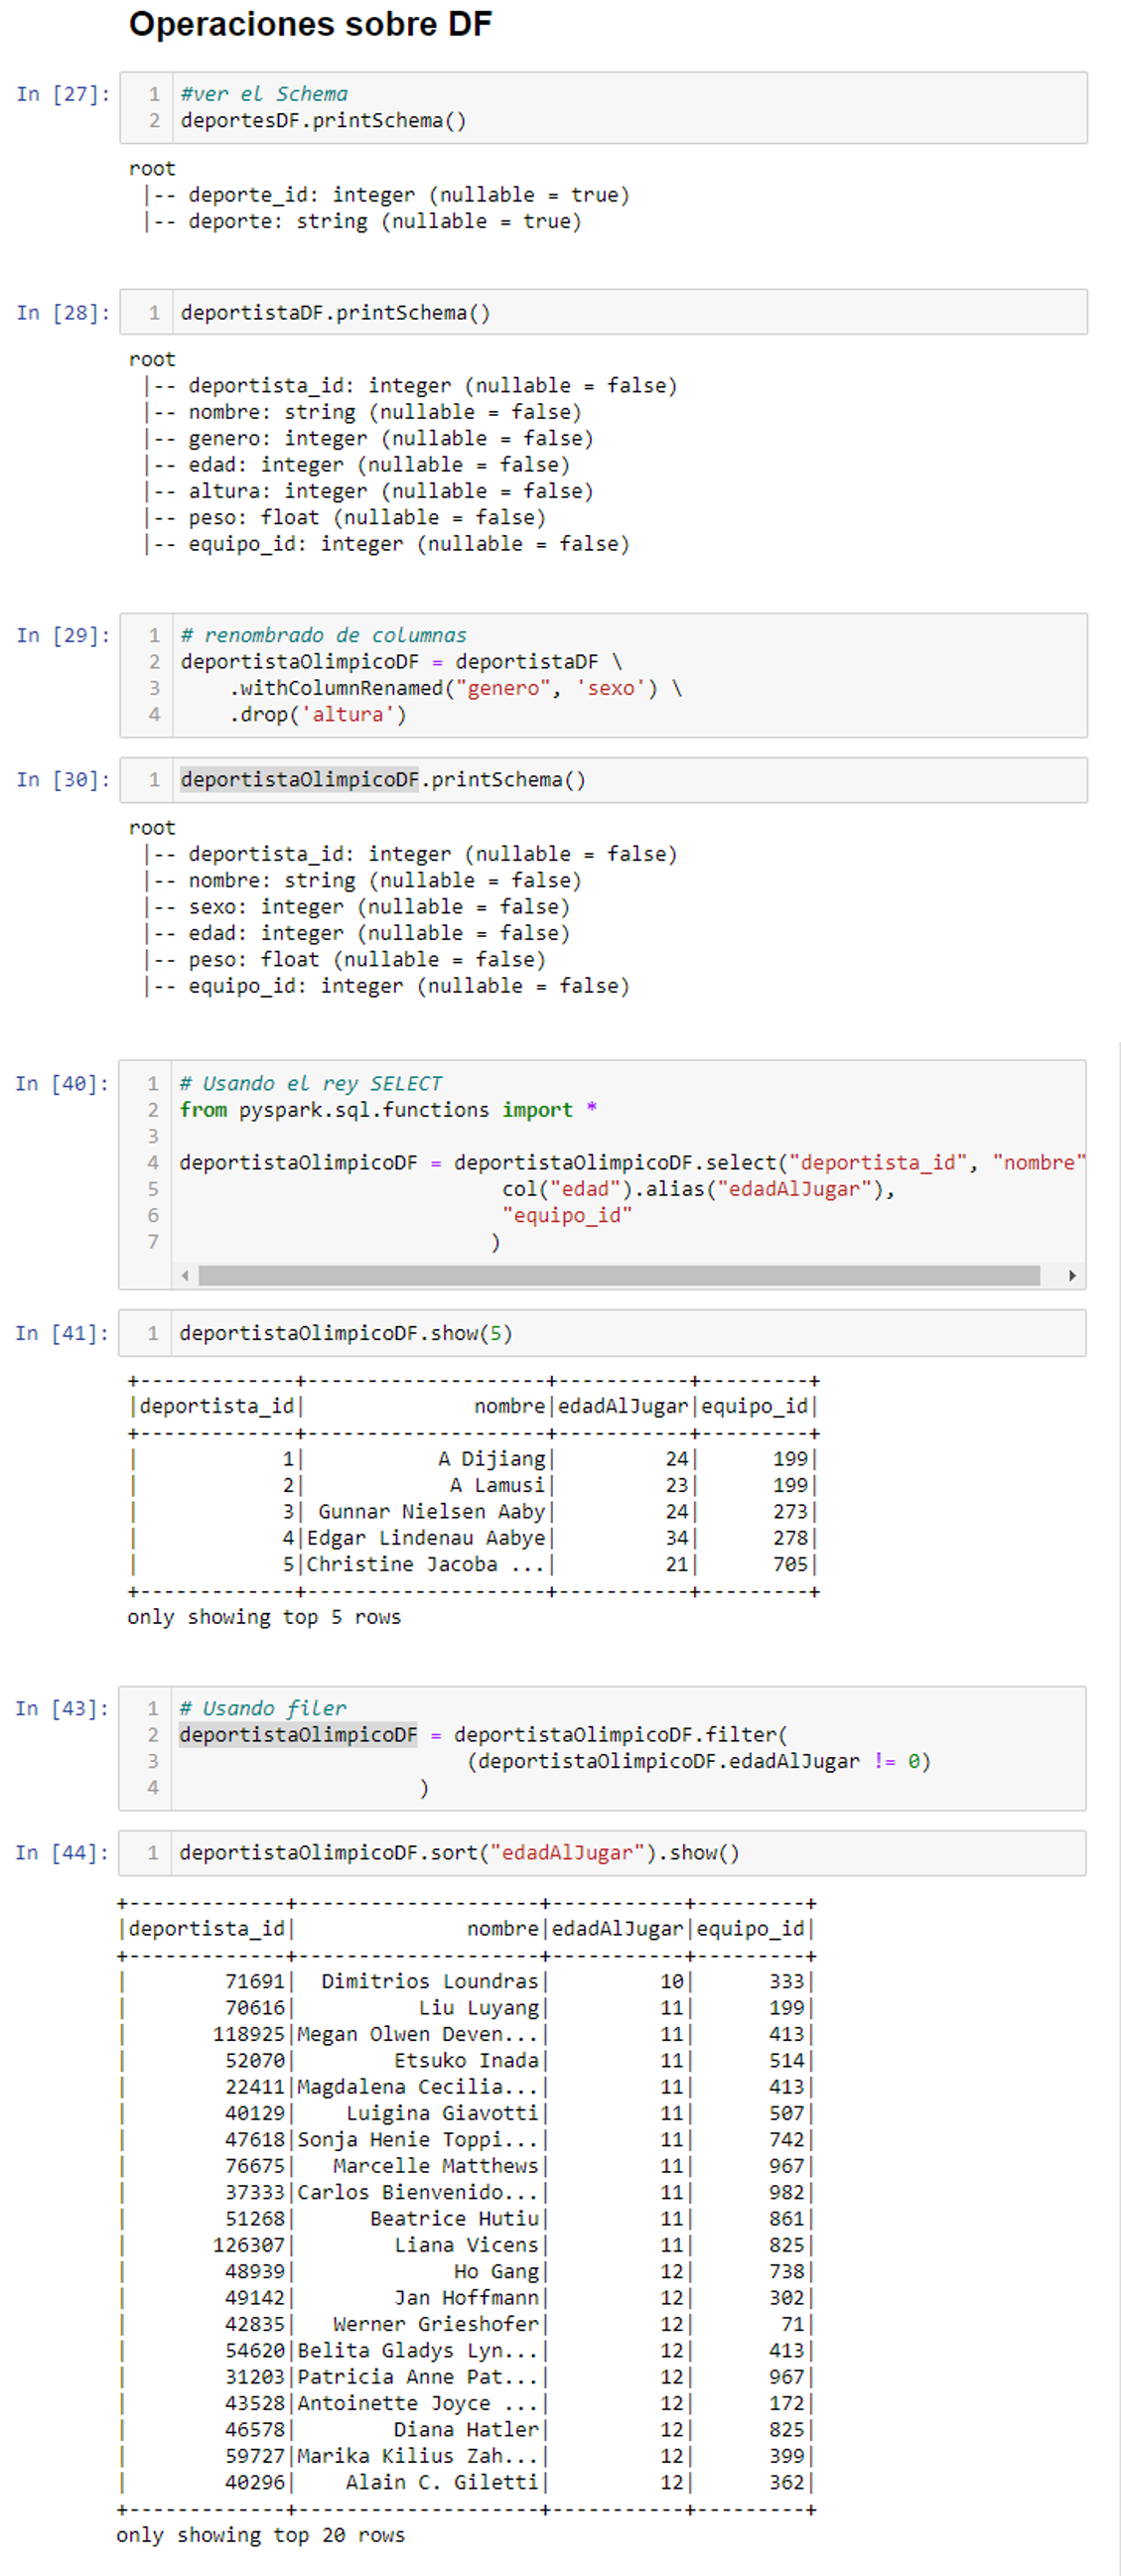 Operaciones sobre DF
In [27]:
1 #ver el Schema
2 deportesDF.printSchema()
root
 |-- deporte_id: integer (nullable = true)
 |-- deporte: string (nullable = true)
In [28]:
1 deportistaDF.printSchema()
root
 |-- deportista_id: integer (nullable = false)
 |-- nombre: string (nullable = false)
 |-- genero: integer (nullable = false)
 |-- edad: integer (nullable = false)
 |-- altura: integer (nullable = false)
 |-- peso: float (nullable = false)
 |-- equipo_id: integer (nullable = false)
In [29]:
1 # renombrado de columnas
2 deportistaOlimpicoDF = deportistaDF \
3     .withColumnRenamed("genero", 'sexo') \
4     .drop('altura')
In [30]:
1 deportistaOlimpicoDF.printSchema()
root
 |-- deportista_id: integer (nullable = false)
 |-- nombre: string (nullable = false)
 |-- sexo: integer (nullable = false)
 |-- edad: integer (nullable = false)
 |-- peso: float (nullable = false)
 |-- equipo_id: integer (nullable = false)
In [40]:
1 # Usando el rey SELECT
2 from pyspark.sql.functions import *
3
4 deportistaOlimpicoDF = deportistaOlimpicoDF.select("deportista_id", "nombre"
5                            col("edad").alias("edadAlJugar"),
6                            "equipo_id"
7                           )
In [41]:
1 deportistaOlimpicoDF.show(5)
+-------------+--------------------+-----------+---------+
|deportista_id|              nombre|edadAlJugar|equipo_id|
+-------------+--------------------+-----------+---------+
|            1|           A Dijiang|         24|      199|
|            2|            A Lamusi|         23|      199|
|            3| Gunnar Nielsen Aaby|         24|      273|
|            4|Edgar Lindenau Aabye|         34|      278|
|            5|Christine Jacoba ...|         21|      705|
+-------------+--------------------+-----------+---------+
only showing top 5 rows
In [43]:
1 # Usando filer
2 deportistaOlimpicoDF = deportistaOlimpicoDF.filter(
3                         (deportistaOlimpicoDF.edadAlJugar != 0)
4                     )
In [44]:
1 deportistaOlimpicoDF.sort("edadAlJugar").show()
+-------------+--------------------+-----------+---------+
|deportista_id|              nombre|edadAlJugar|equipo_id|
+-------------+--------------------+-----------+---------+
|        71691|  Dimitrios Loundras|         10|      333|
|        70616|          Liu Luyang|         11|      199|
|       118925|Megan Olwen Deven...|         11|      413|
|        52070|        Etsuko Inada|         11|      514|
|        22411|Magdalena Cecilia...|         11|      413|
|        40129|    Luigina Giavotti|         11|      507|
|        47618|Sonja Henie Toppi...|         11|      742|
|        76675|   Marcelle Matthews|         11|      967|
|        37333|Carlos Bienvenido...|         11|      982|
|        51268|      Beatrice Hutiu|         11|      861|
|       126307|        Liana Vicens|         11|      825|
|        48939|             Ho Gang|         12|      738|
|        49142|        Jan Hoffmann|         12|      302|
|        42835|   Werner Grieshofer|         12|       71|
|        54620|Belita Gladys Lyn...|         12|      413|
|        31203|Patricia Anne Pat...|         12|      967|
|        43528|Antoinette Joyce ...|         12|      172|
|        46578|        Diana Hatler|         12|      825|
|        59727|Marika Kilius Zah...|         12|      399|
|        40296|    Alain C. Giletti|         12|      362|
+-------------+--------------------+-----------+---------+
only showing top 20 rows